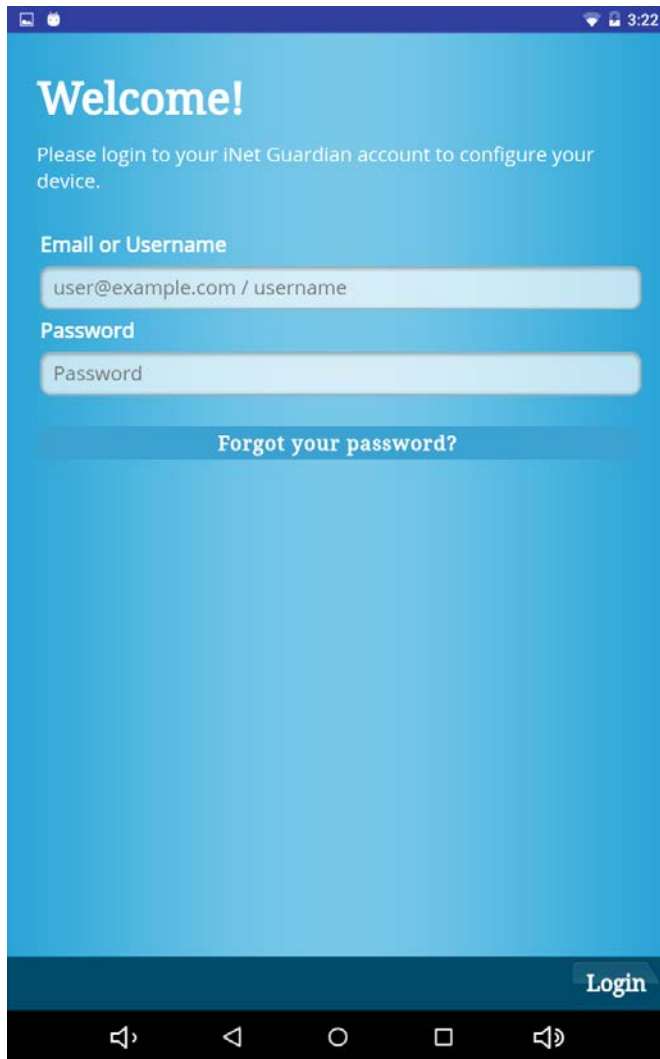 3:22
Welcome!
Please login to your iNet Guardian account to configure your
device.
Email or Username
user@example.com / username
Password
Password
Forgot your password?
Login